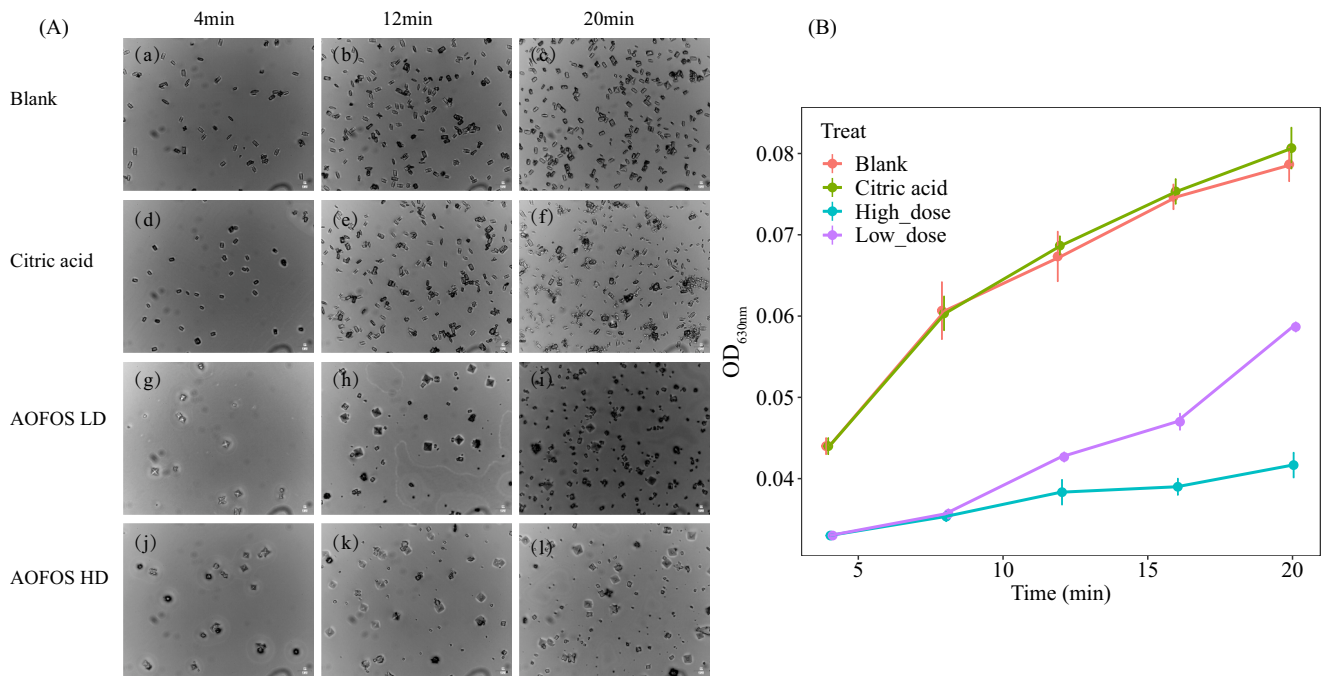 (A)
4min
12min
20min
Blank
(a)
(b)
(c)
Citric acid
(d)
(e)
(f)
AOFOS LD
(g)
(h)
(i)
AOFOS HD
(j)
(k)
(l)
(B)
Treat
Blank
Citric acid
High_dose
Low_dose
0.08
0.07
0.06
0.05
0.04
OD630nm
5
10
15
20
Time (min)